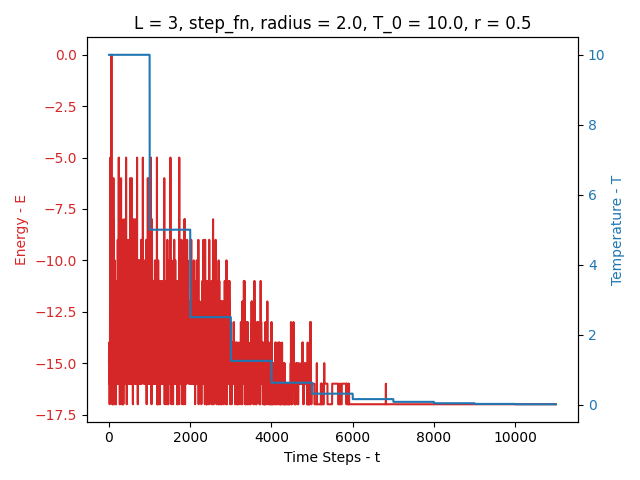 L = 3, step_fn, radius = 2.0, T_0 = 10.0, r = 0.5
Energy - E
0.0
−2.5
−5.0
−7.5
−10.0
−12.5
−15.0
−17.5
10
8
6
4
2
0
Temperature - T
0 2000 4000 6000 8000 10000
Time Steps - t